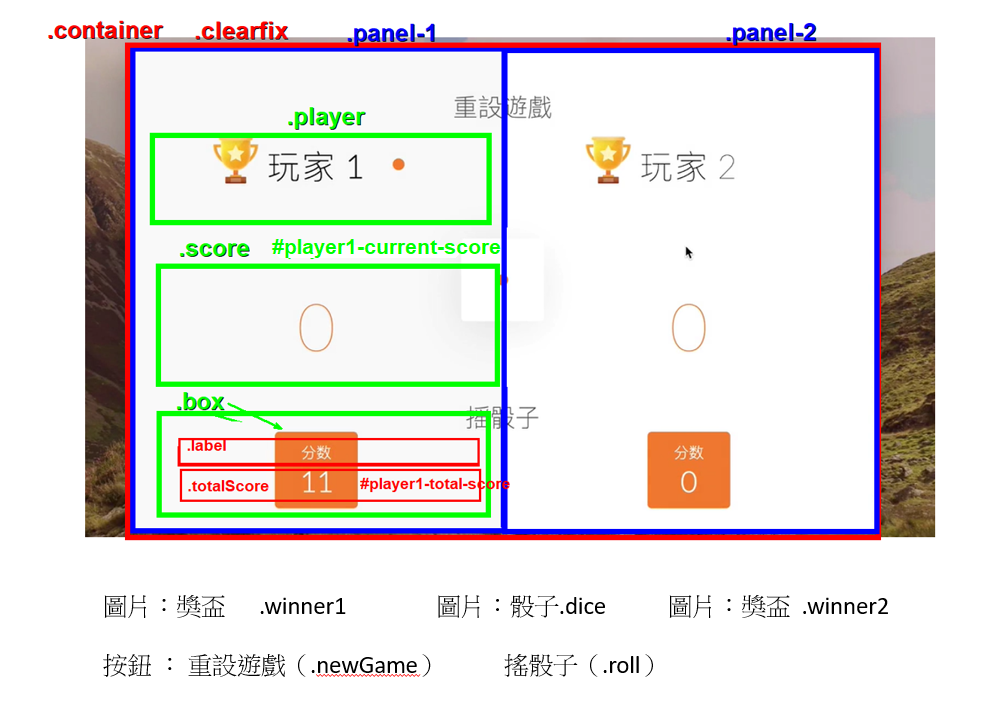 .container .clearfix .panel-1 .panel-2
重設遊戲
.player
玩家 1
玩家 2
.score #player1-current-score
0
0
.box
搖骰子
.label
分数
分数
.totalScore 11 #player1-total-score
0
圖片：獎盃 .winner1 圖片：骰子.dice 圖片：獎盃 .winner2
按鈕 ： 重設遊戲（.newGame） 搖骰子（.roll）